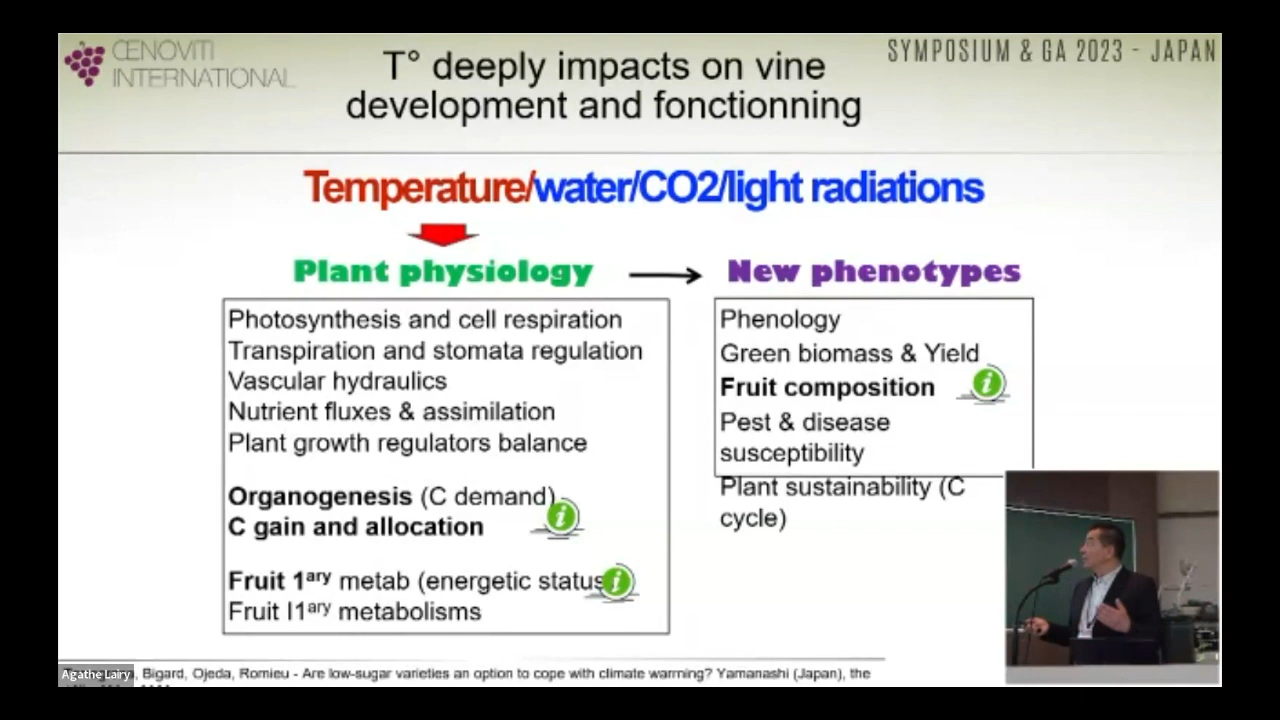 ŒNOVITI
INTERNATIONAL
SYMPOSIUM & GA 2023 - JAPAN
T° deeply impacts on vine
development and fonctionning
Temperature/water/CO2/light radiations
Plant physiology
New phenotypes
Photosynthesis and cell respiration
Transpiration and stomata regulation
Vascular hydraulics
Nutrient fluxes & assimilation
Plant growth regulators balance
Organogenesis (C demand)
C gain and allocation
Fruit 1ary metab (energetic status
Fruit I1ary metabolisms
Phenology
Green biomass & Yield
Fruit composition
Pest & disease
susceptibility
Plant sustainability (C
cycle)
Bigard, Ojeda, Romieu - Are low-sugar varieties an option to cope with climate warming? Yamanashi (Japan), the
Agathe Lairy